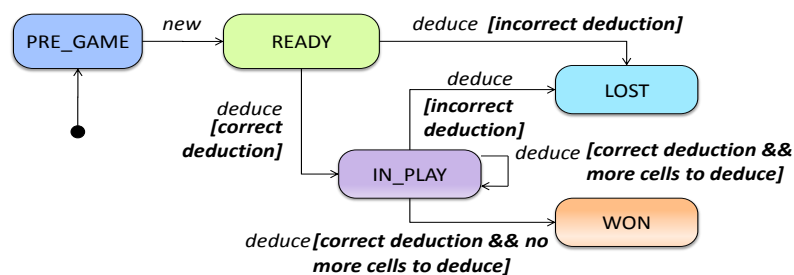 new
deduce [incorrect deduction]
PRE_GAME
READY
deduce
[incorrect
deduction]
LOST
deduce
[correct
deduction]
deduce [correct deduction &&
more cells to deduce]
IN_PLAY
WON
deduce [correct deduction && no
more cells to deduce]